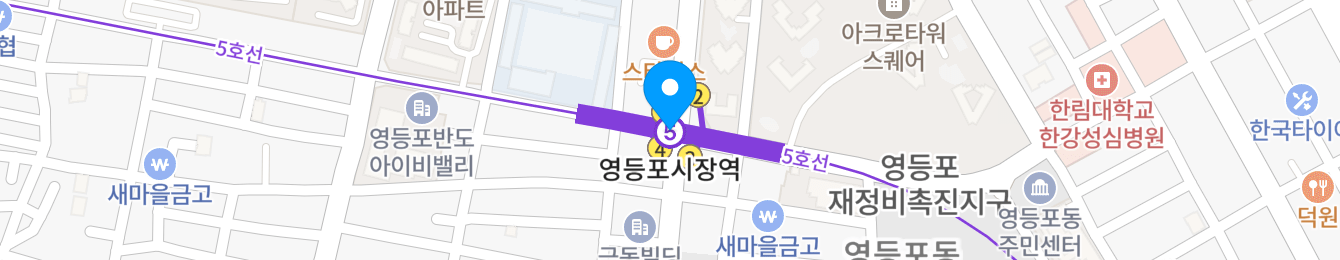 아파트
협
5호선
아크로타워
스퀘어
2
5
4
영등포시장역
5호선
영등포반도
아이비밸리
새마을금고
한림대학교
한강성심병원
한국타이어
영등포
재정비촉진지구
영등포동
주민센터
덕원
새마을금고
영등포동